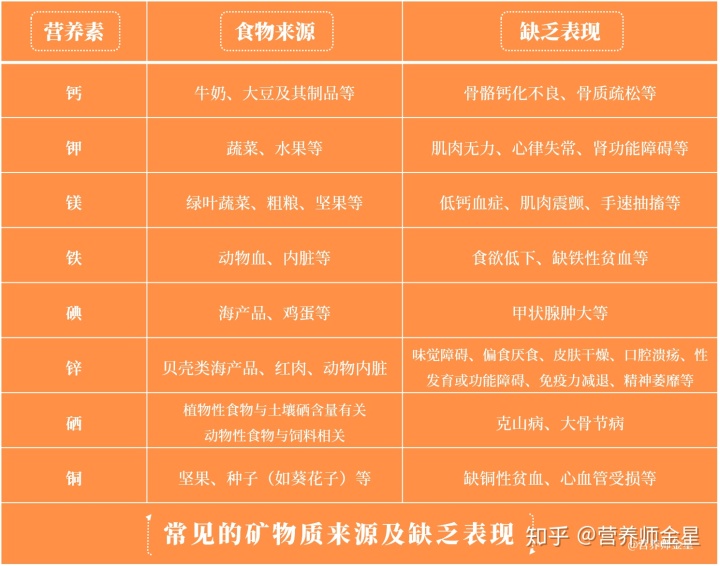 营养素 食物来源 缺乏表现
钙 牛奶、大豆及其制品等 骨骼钙化不良、骨质疏松等
钾 蔬菜、水果等 肌肉无力、心律失常、肾功能障碍等
镁 绿叶蔬菜、粗粮、坚果等 低钙血症、肌肉震颤、手速抽搐等
铁 动物血、内脏等 食欲低下、缺铁性贫血等
碘 海产品、鸡蛋等 甲状腺肿大等
锌 贝壳类海产品、红肉、动物内脏 味觉障碍、偏食厌食、皮肤干燥、口腔溃疡、性
发育或功能障碍、免疫力减退、精神萎靡等
硒 植物性食物与土壤硒含量有关
动物性食物与饲料相关 克山病、大骨节病
铜 坚果、种子（如葵花子）等 缺铜性贫血、心血管受损等
常见的矿物质来源及缺乏表现
知乎 @营养师金星
@营养师金星